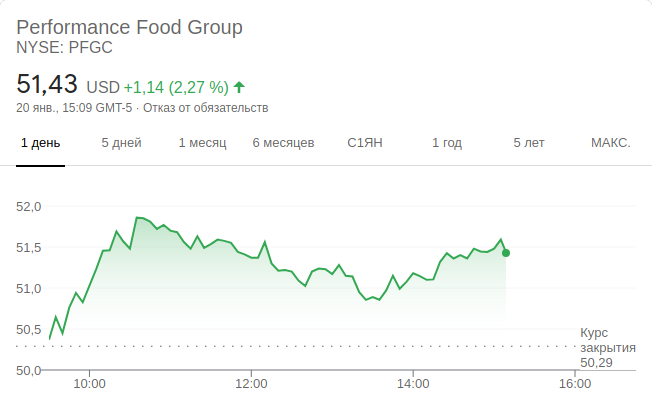 Performance Food Group
NYSE: PFGC
51,43 USD +1,14 (2,27 %)
20 янв., 15:09 GMT-5 · Отказ от обязательств
1 день 5 дней 1 месяц 6 месяцев С1ЯН 1 год 5 лет МАКС.
52,0
51,5
51,0
50,5
50,0
Курс
закрытия
50,29
10:00 12:00 14:00 16:00